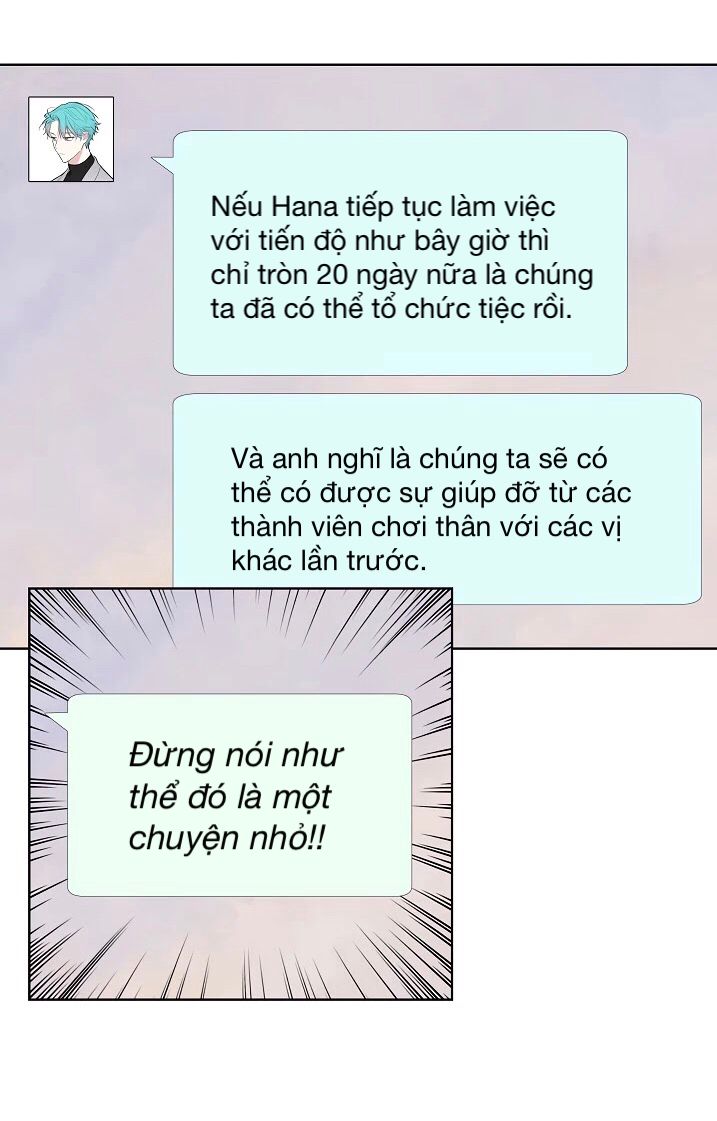 Nếu Hana tiếp tục làm việc
với tiến độ như bây giờ thì
chỉ tròn 20 ngày nữa là chúng
ta đã có thể tổ chức tiệc rồi.
Và anh nghĩ là chúng ta sẽ có
thể có được sự giúp đỡ từ các
thành viên chơi thân với các vị
khác lần trước.
Đừng nói như
thể đó là một
chuyện nhỏ!!